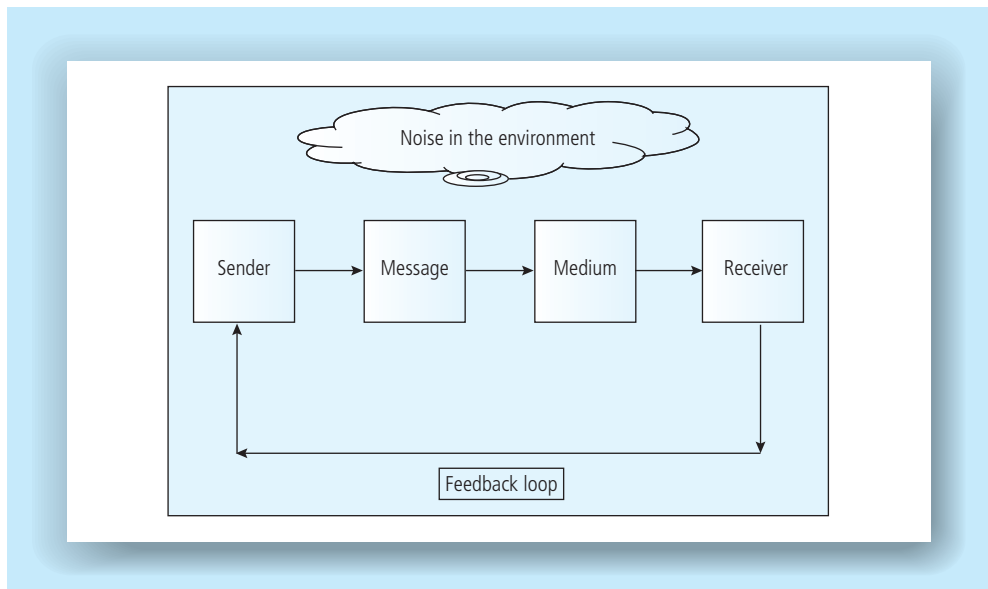 Noise in the environment
Sender
Message
Medium
Receiver
Feedback loop